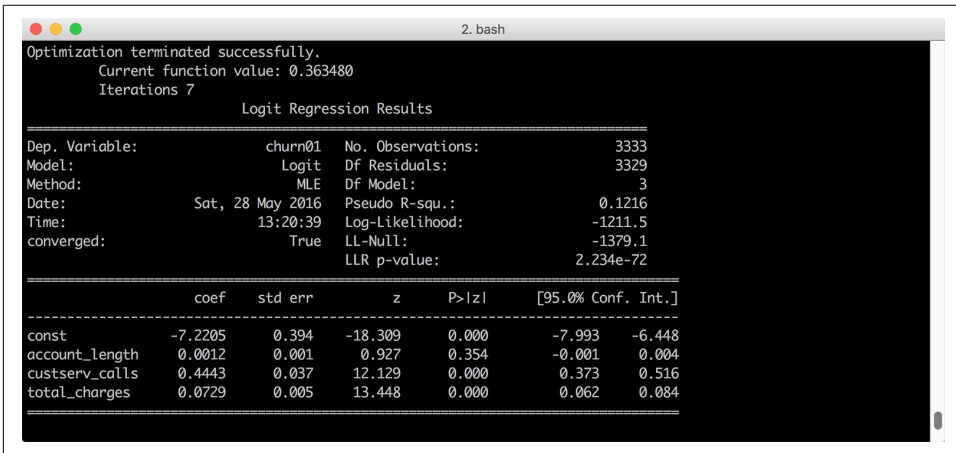 2. bash
Optimization terminated successfully.
Current function value: 0.363480
Iterations 7
Logit Regression Results
==============================================================================
Dep. Variable: churn01 No. Observations: 3333
Model: Logit Df Residuals: 3329
Method: MLE Df Model: 3
Date: Sat, 28 May 2016 Pseudo R-squ.: 0.1216
Time: 13:20:39 Log-Likelihood: -1211.5
converged: True LL-Null: -1379.1
LLR p-value: 2.234e-72
==============================================================================
coef std err z P>|z| [95.0% Conf. Int.]
------------------------------------------------------------------------------
const -7.2205 0.394 -18.309 0.000 -7.993 -6.448
account_length 0.0012 0.001 0.927 0.354 -0.001 0.004
custserv_calls 0.4443 0.037 12.129 0.000 0.373 0.516
total_charges 0.0729 0.005 13.448 0.000 0.062 0.084
==============================================================================